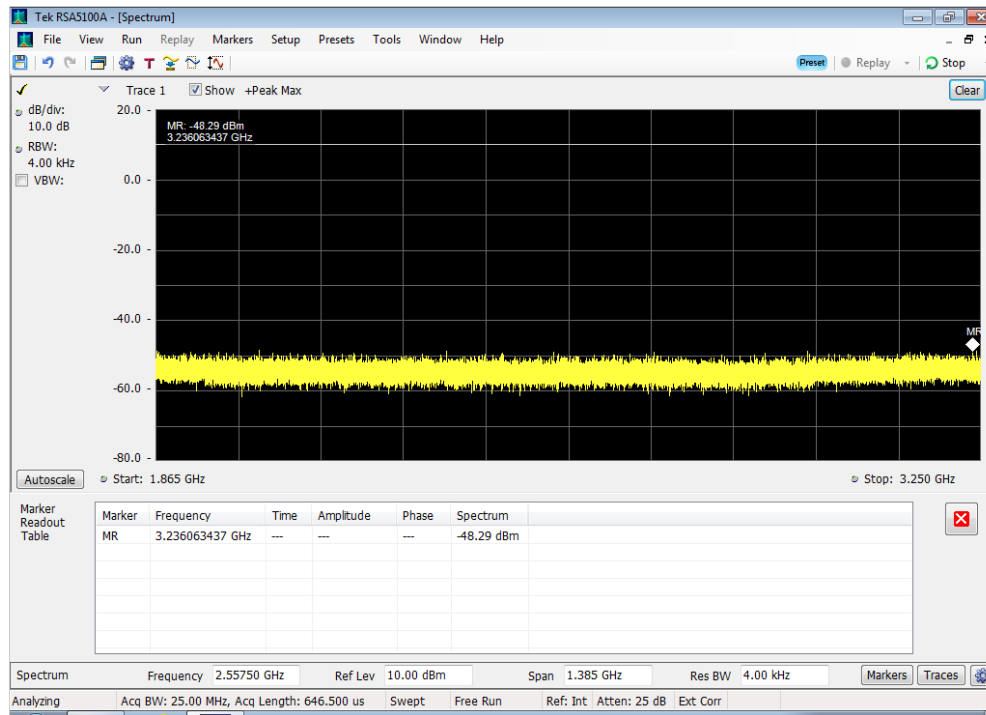 Tek RSA5100A - [Spectrum]
File View Run Replay Markers Setup Presets Tools Window Help
T Preset Replay Stop
Trace 1 Show +Peak Max Clear
dB/div:
10.0 dB
RBW:
4.00 kHz
VBW:
20.0
0.0
-20.0
-40.0
-60.0
-80.0
MR: -48.29 dBm
3.236063437 GHz
MR
Autoscale Start: 1.865 GHz Stop: 3.250 GHz
Marker
Readout
Table
Marker Frequency Time Amplitude Phase Spectrum
MR 3.236063437 GHz --- --- --- -48.29 dBm
Spectrum Frequency 2.55750 GHz Ref Lev 10.00 dBm Span 1.385 GHz Res BW 4.00 kHz Markers Traces
Analyzing Acq BW: 25.00 MHz, Acq Length: 646.500 us Swept Free Run Ref: Int Atten: 25 dB Ext Corr